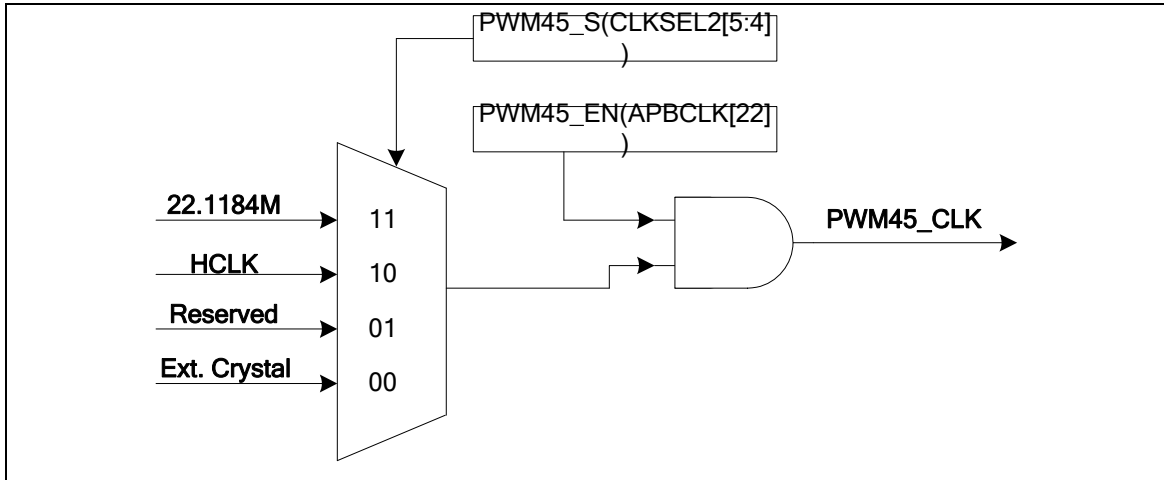 PWM45_S(CLKSEL2[5:4]
)
PWM45_EN(APBCLK[22]
)
22.1184M
11
PWM45_CLK
HCLK
10
Reserved
01
Ext. Crystal
00